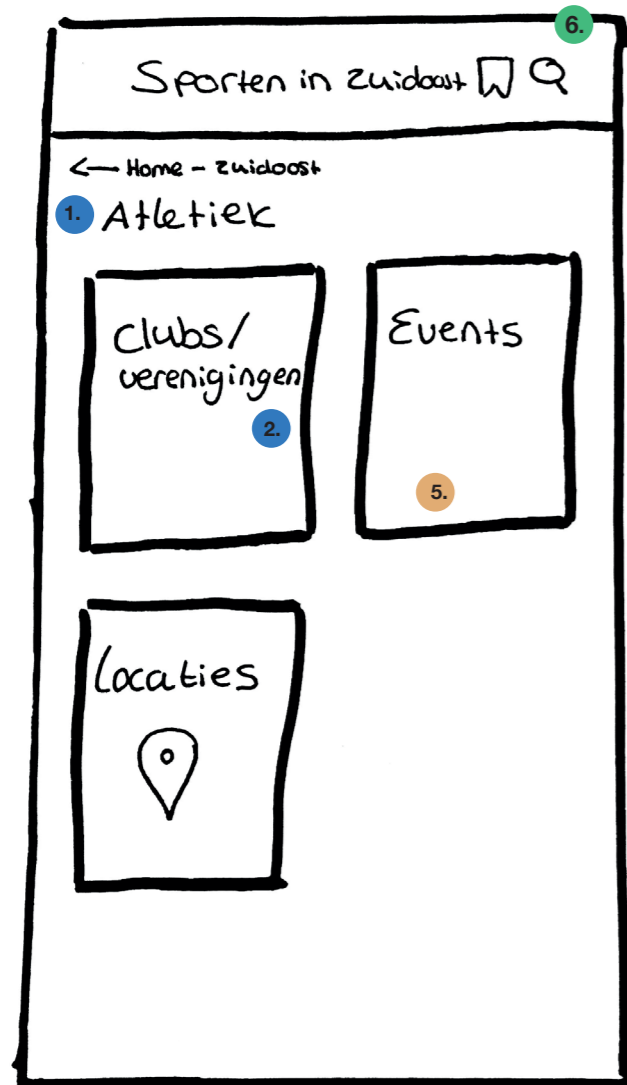 6.
Sporten in Zuidoost
← Home - Zuidoost
1. Atletiek
Clubs/
verenigingen
2.
Events
5.
Locaties